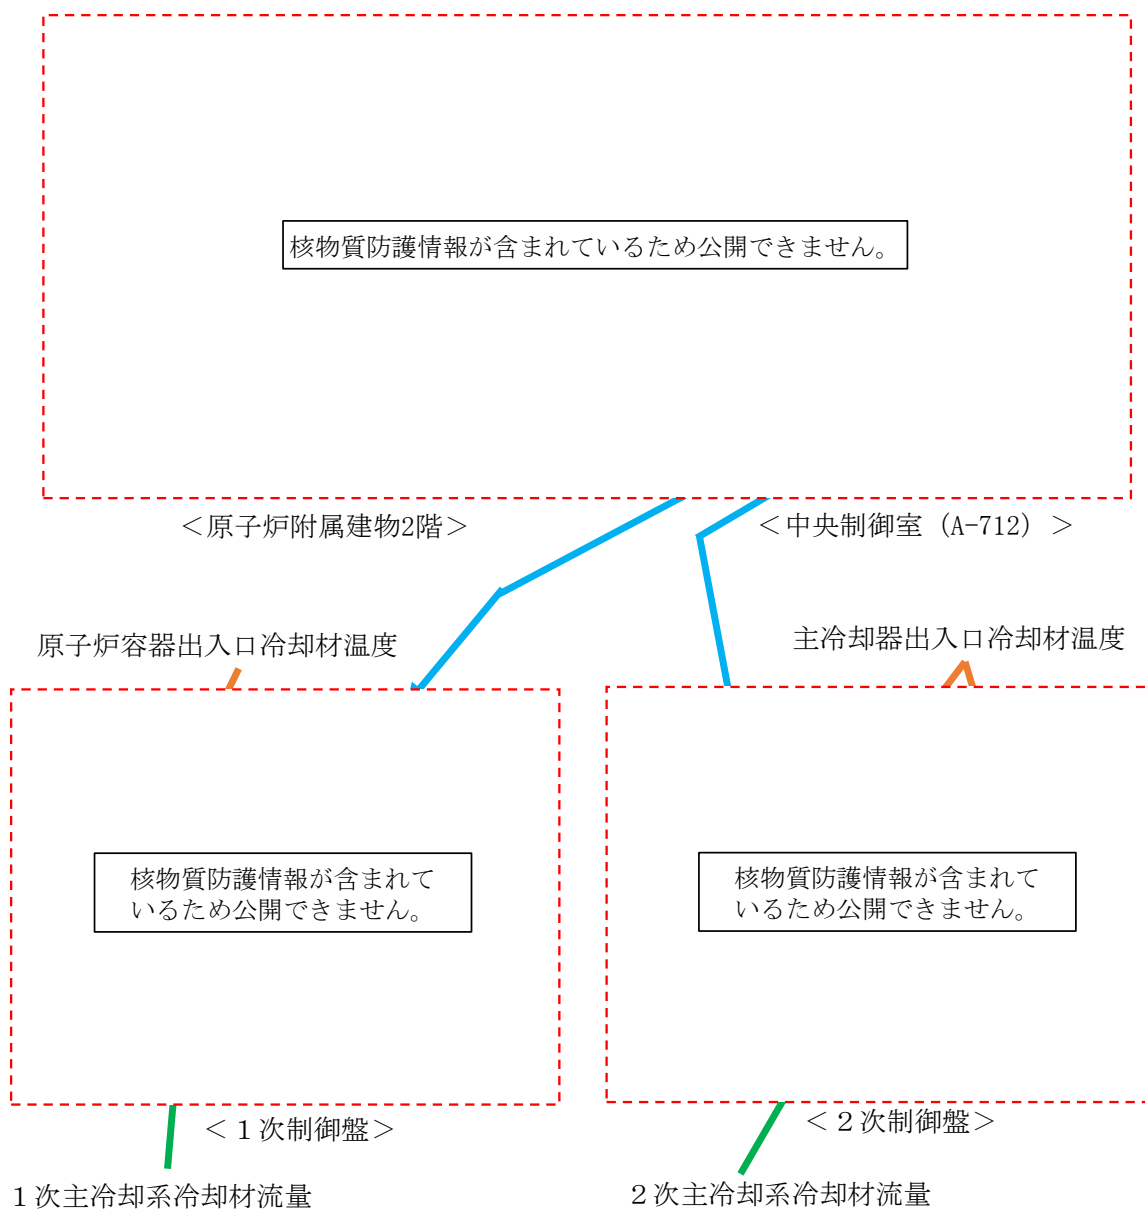 核物質防護情報が含まれているため公開できません。
＜原子炉附属建物2階＞
＜中央制御室（A-712）＞
原子炉容器出入口冷却材温度
主冷却器出入口冷却材温度
核物質防護情報が含まれて
いるため公開できません。
核物質防護情報が含まれて
いるため公開できません。
＜１次制御盤＞
＜２次制御盤＞
１次主冷却系冷却材流量
２次主冷却系冷却材流量